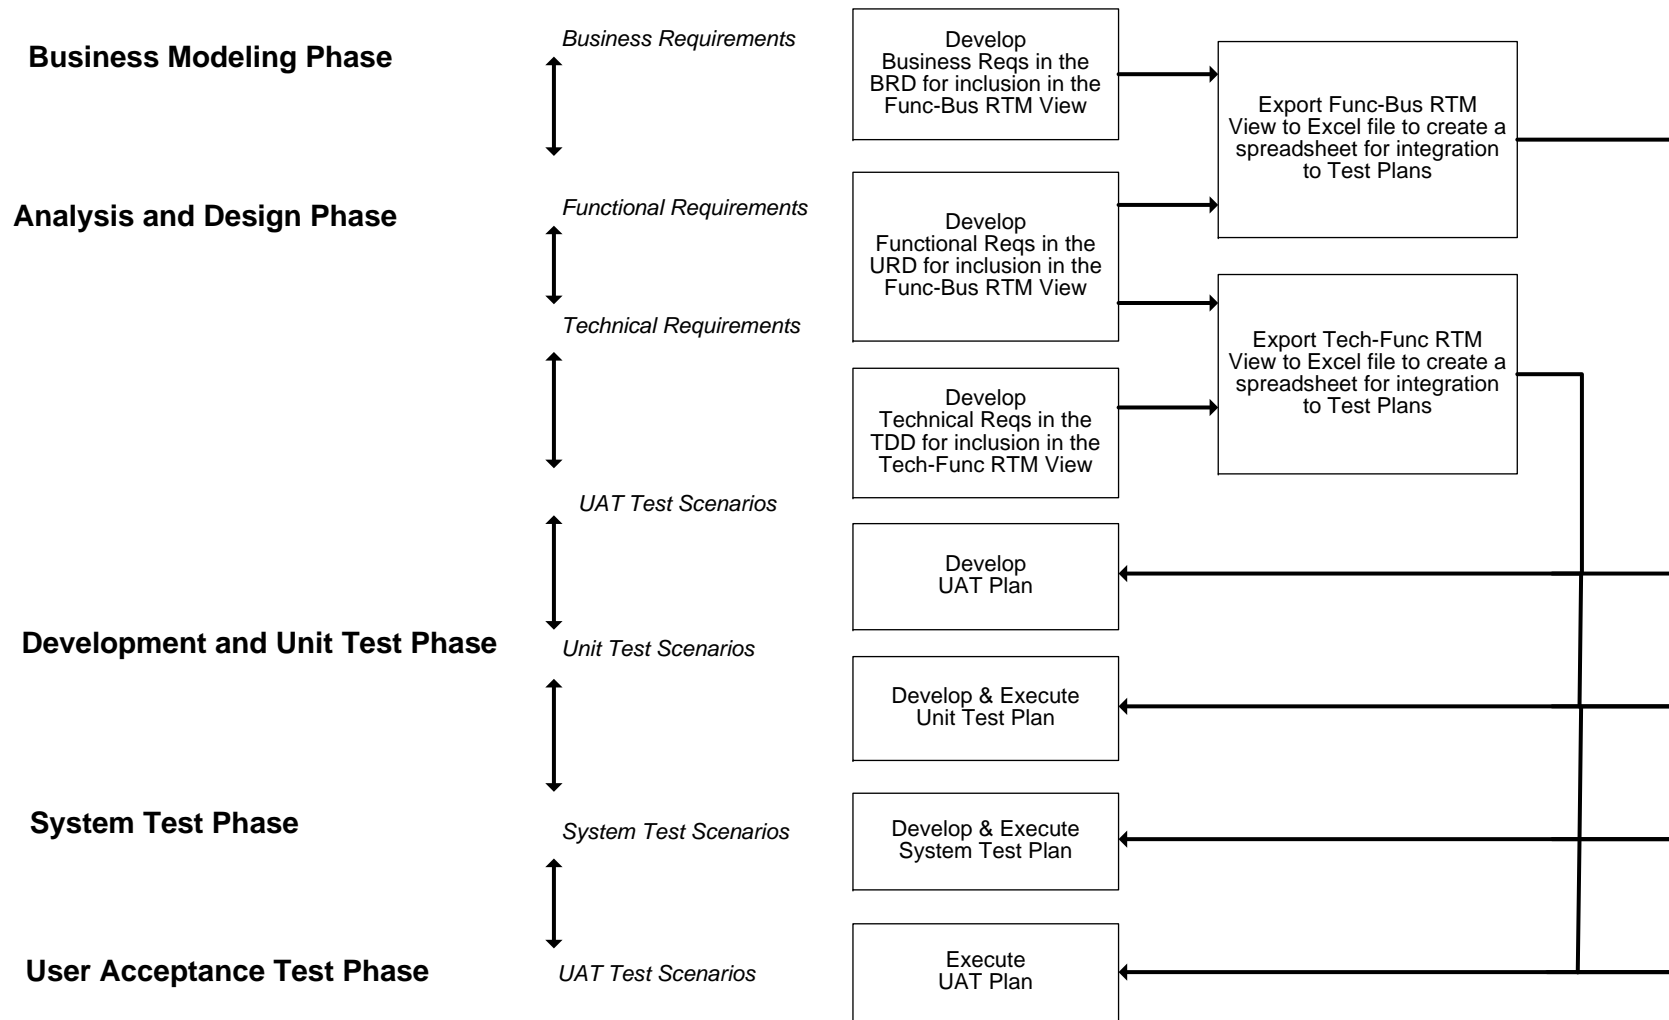 Business Modeling Phase
Business Requirements
Develop
Business Reqs in the
BRD for inclusion in the
Func-Bus RTM View
Export Func-Bus RTM
View to Excel file to create a
spreadsheet for integration
to Test Plans
Analysis and Design Phase
Functional Requirements
Develop
Functional Reqs in the
URD for inclusion in the
Func-Bus RTM View
Technical Requirements
Export Tech-Func RTM
View to Excel file to create a
spreadsheet for integration
to Test Plans
Develop
Technical Reqs in the
TDD for inclusion in the
Tech-Func RTM View
UAT Test Scenarios
Develop
UAT Plan
Development and Unit Test Phase
Unit Test Scenarios
Develop & Execute
Unit Test Plan
System Test Phase
System Test Scenarios
Develop & Execute
System Test Plan
User Acceptance Test Phase
UAT Test Scenarios
Execute
UAT Plan